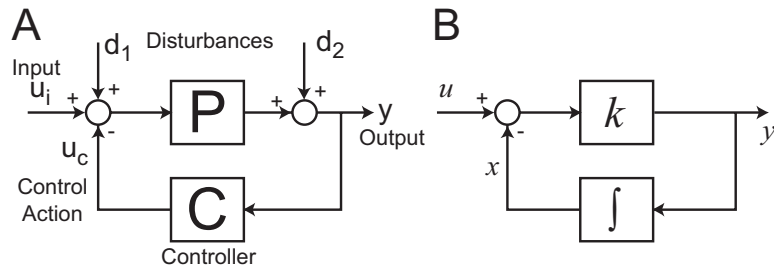 A
d1
Disturbances
d2
Input
ui
+
+
P
+
+
y
Output
-
uc
Control
Action
C
Controller
B
u
+
k
-
y
x
∫